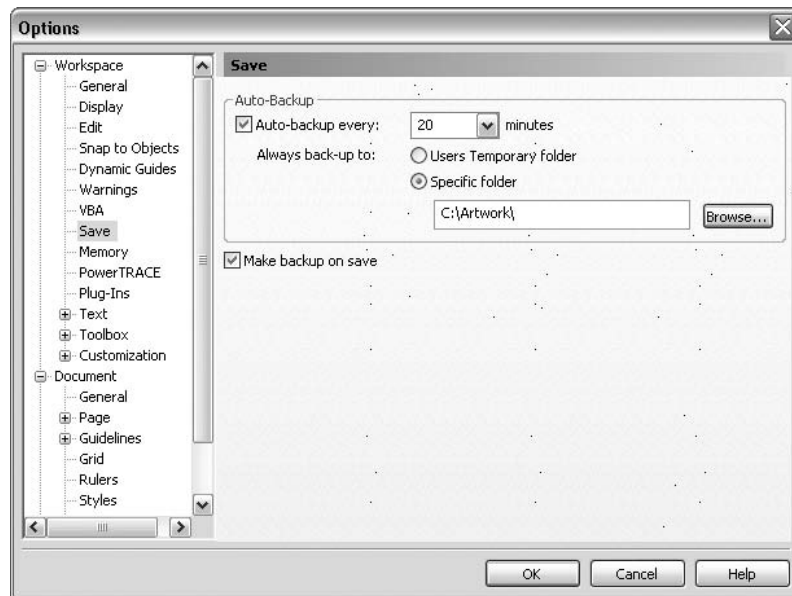 Options
Workspace
General
Display
Edit
Snap to Objects
Dynamic Guides
Warnings
VBA
Save
Memory
PowerTRACE
Plug-Ins
Text
Toolbox
Customization
Document
General
Page
Guidelines
Grid
Rulers
Styles
Save
Auto-Backup
Auto-backup every: 20 minutes
Always back-up to: Users Temporary folder
Specific folder
C:\Artwork\ Browse...
Make backup on save
OK Cancel Help